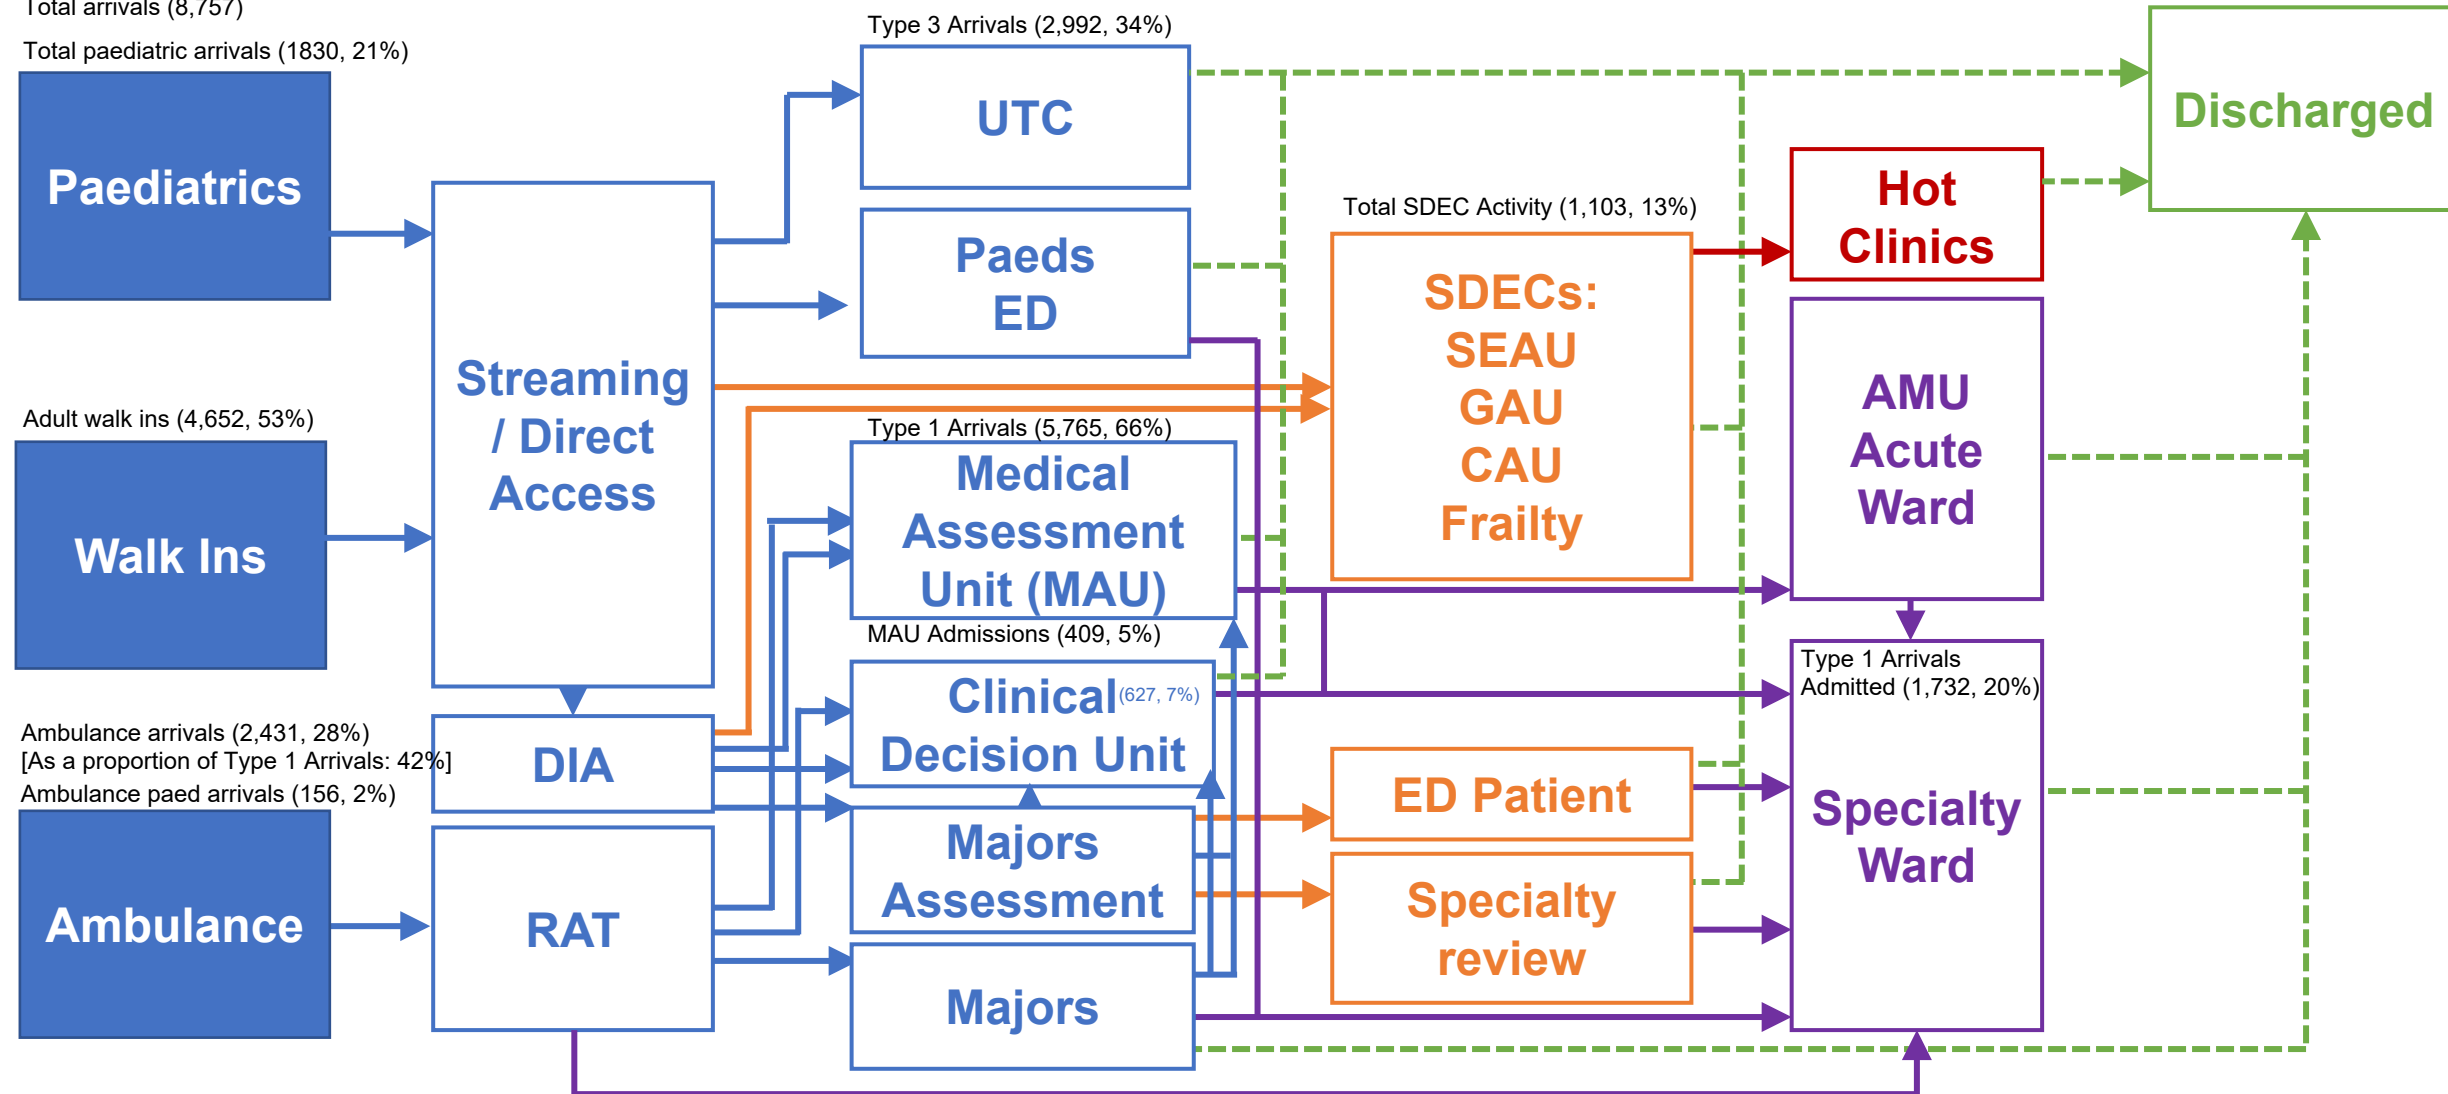 Total arrivals (8,757)
Total paediatric arrivals (1830, 21%)
Paediatrics
Adult walk ins (4,652, 53%)
Walk Ins
Ambulance arrivals (2,431, 28%)
[As a proportion of Type 1 Arrivals: 42%]
Ambulance paed arrivals (156, 2%)
Ambulance
Streaming
/ Direct
Access
DIA
RAT
Type 3 Arrivals (2,992, 34%)
UTC
Paeds
ED
Type 1 Arrivals (5,765, 66%)
Medical
Assessment
Unit (MAU)
MAU Admissions (409, 5%)
Clinical (627, 7%)
Decision Unit
Majors
Assessment
Majors
Total SDEC Activity (1,103, 13%)
SDECs:
SEAU
GAU
CAU
Frailty
ED Patient
Specialty
review
Hot
Clinics
AMU
Acute
Ward
Type 1 Arrivals
Admitted (1,732, 20%)
Specialty
Ward
Discharged